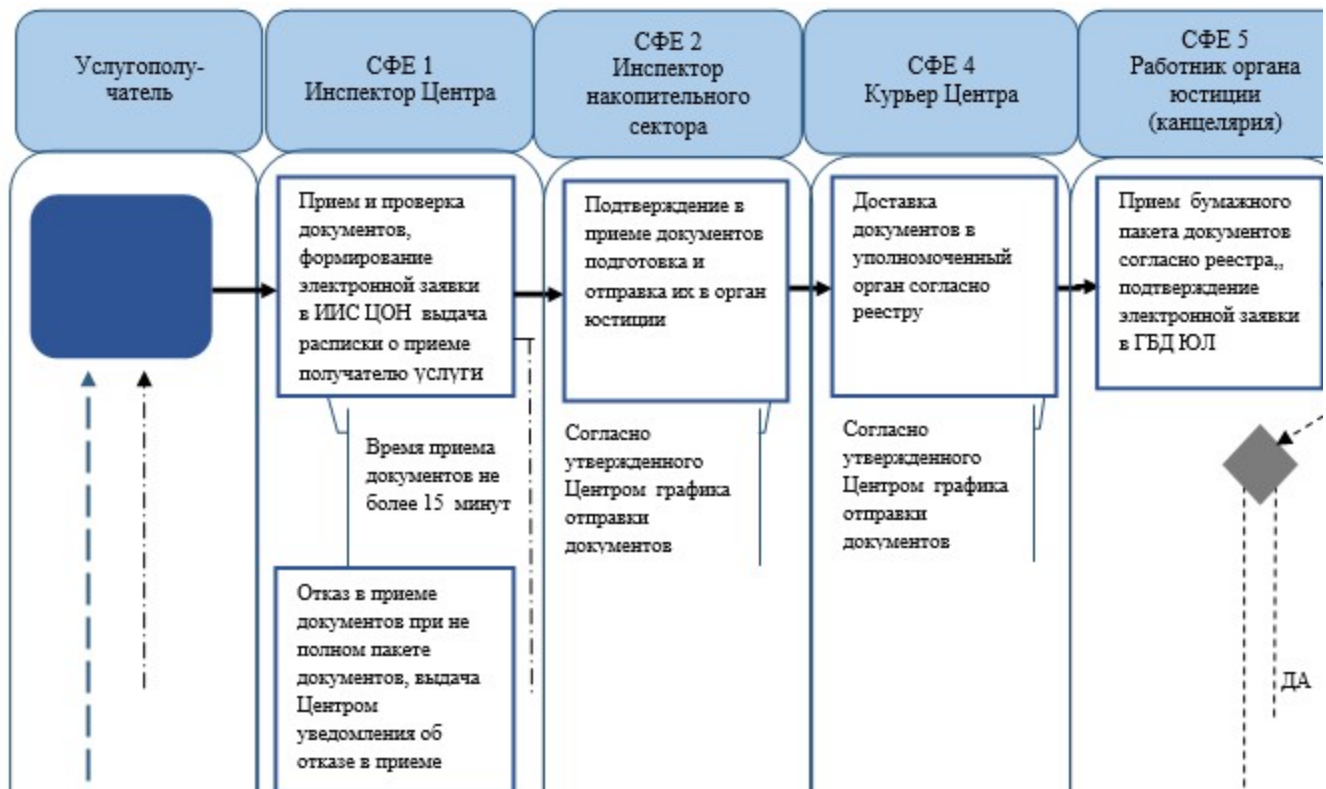 Услугополу-
чатель
СФЕ 1
Инспектор Центра
СФЕ 2
Инспектор
накопительного
сектора
СФЕ 4
Курьер Центра
СФЕ 5
Работник органа
юстиции
(канцелярия)
Прием и проверка
документов,
формирование
электронной заявки
в ИИС ЦОН выдача
расписки о приеме
получателю услуги
Подтверждение в
приеме документов
подготовка и
отправка их в орган
юстиции
Доставка
документов в
уполномоченный
орган согласно
реестру
Прием бумажного
пакета документов
согласно реестра,,
подтверждение
электронной заявки
в ГБД ЮЛ
Время приема
документов не
более 15 минут
Согласно
утвержденного
Центром графика
отправки
документов
Согласно
утвержденного
Центром графика
отправки
документов
Отказ в приеме
документов при не
полном пакете
документов, выдача
Центром
уведомления об
отказе в приеме
ДА